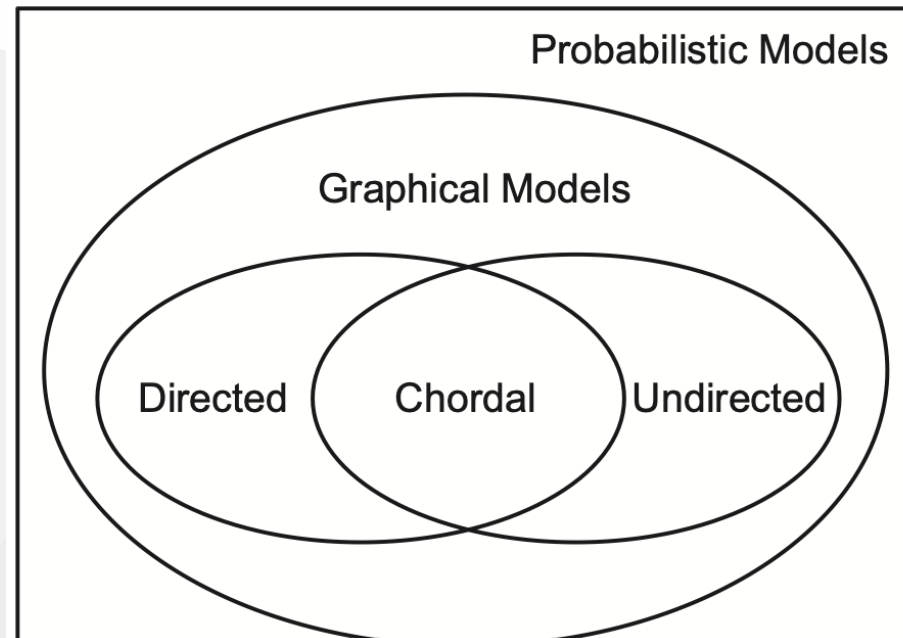 Probabilistic Models
Graphical Models
Directed
Chordal
Undirected